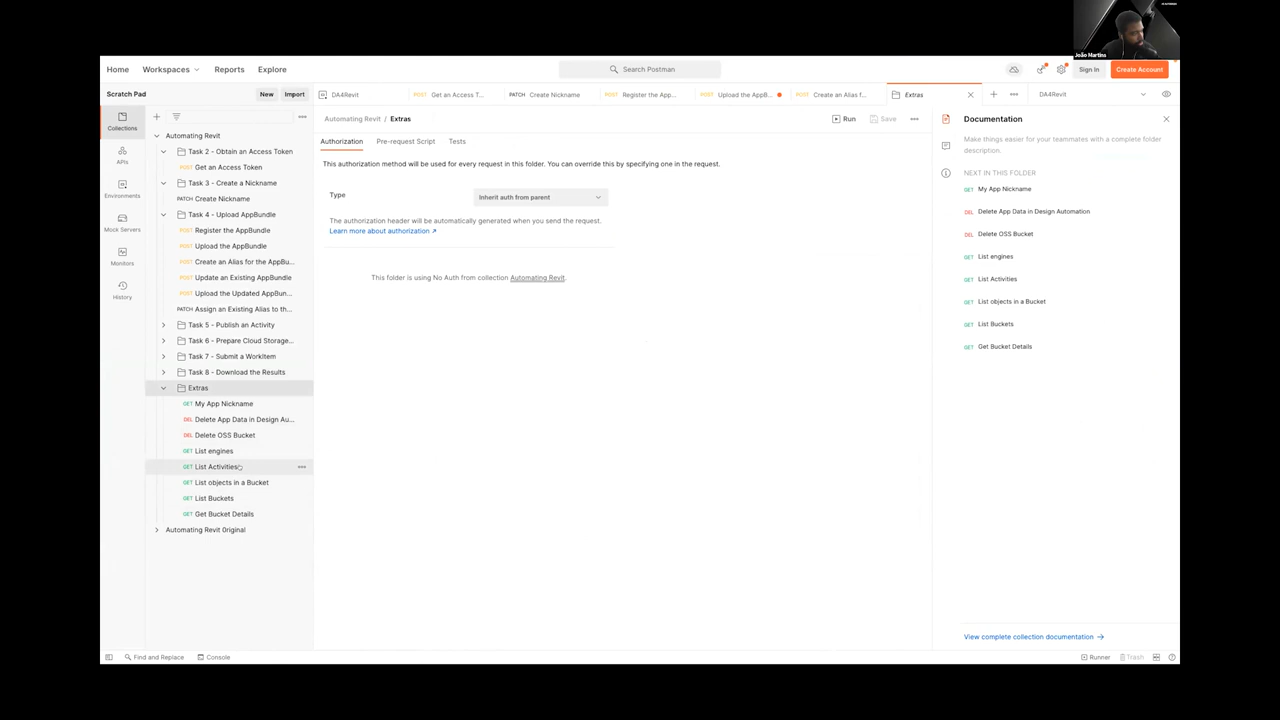 João Martins
Home
Workspaces
Reports
Explore
Search Postman
Sign In
Create Account
Scratch Pad
New
Import
DA4Revit
POST Get an Access T...
PATCH Create Nickname
POST Register the App...
POST Upload the AppB...
POST Create an Alias f...
Extras
DA4Revit
Collections
APIs
Environments
Mock Servers
Monitors
History
Automating Revit
Task 2 - Obtain an Access Token
POST Get an Access Token
Task 3 - Create a Nickname
PATCH Create Nickname
Task 4 - Upload AppBundle
POST Register the AppBundle
POST Upload the AppBundle
POST Create an Alias for the AppBu...
POST Update an Existing AppBundle
POST Upload the Updated AppBun...
PATCH Assign an Existing Alias to th...
Task 5 - Publish an Activity
Task 6 - Prepare Cloud Storage...
Task 7 - Submit a WorkItem
Task 8 - Download the Results
Extras
GET My App Nickname
DEL Delete App Data in Design Au...
DEL Delete OSS Bucket
GET List engines
GET List Activities
GET List objects in a Bucket
GET List Buckets
GET Get Bucket Details
Automating Revit Original
Automating Revit / Extras
Run
Save
Authorization
Pre-request Script
Tests
This authorization method will be used for every request in this folder. You can override this by specifying one in the request.
Type
Inherit auth from parent
The authorization header will be automatically generated when you send the request.
Learn more about authorization ↗
This folder is using No Auth from collection Automating Revit.
Documentation
Make things easier for your teammates with a complete folder
description.
NEXT IN THIS FOLDER
GET My App Nickname
DEL Delete App Data in Design Automation
DEL Delete OSS Bucket
GET List engines
GET List Activities
GET List objects in a Bucket
GET List Buckets
GET Get Bucket Details
View complete collection documentation →
Find and Replace
Console
Runner
Trash